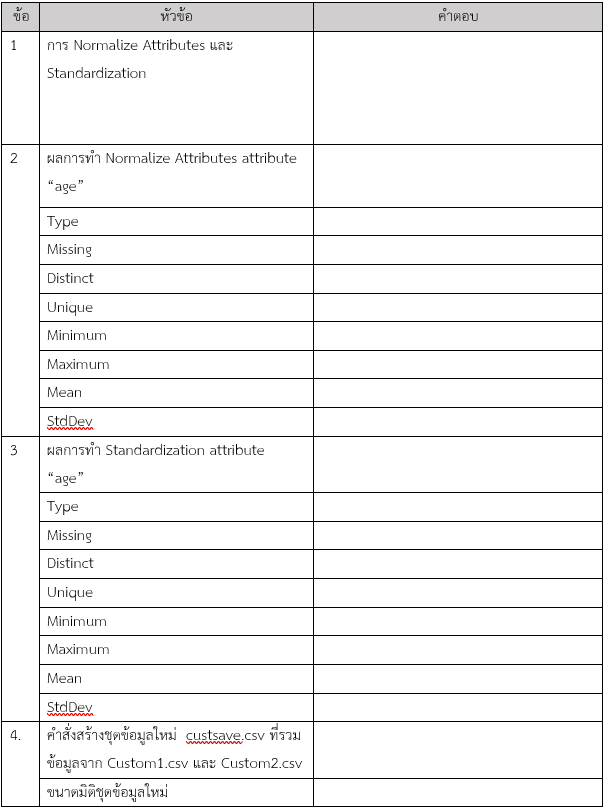 ข้อ หัวข้อ คำตอบ
1 การ Normalize Attributes และ
Standardization
2 ผลการทำ Normalize Attributes attribute
“age”
Type
Missing
Distinct
Unique
Minimum
Maximum
Mean
StdDev
3 ผลการทำ Standardization attribute
“age”
Type
Missing
Distinct
Unique
Minimum
Maximum
Mean
StdDev
4. คำสั่งสร้างชุดข้อมูลใหม่ custsave.csv ที่รวม
ข้อมูลจาก Custom1.csv และ Custom2.csv
ขนาดมิติชุดข้อมูลใหม่